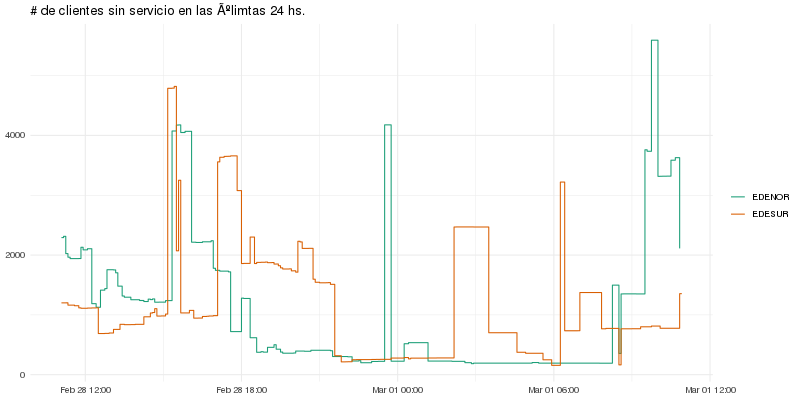 # de clientes sin servicio en las Ãºlimtas 24 hs.
4000
2000
0
EDENOR
EDESUR
Feb 28 12:00
Feb 28 18:00
Mar 01 00:00
Mar 01 06:00
Mar 01 12:00